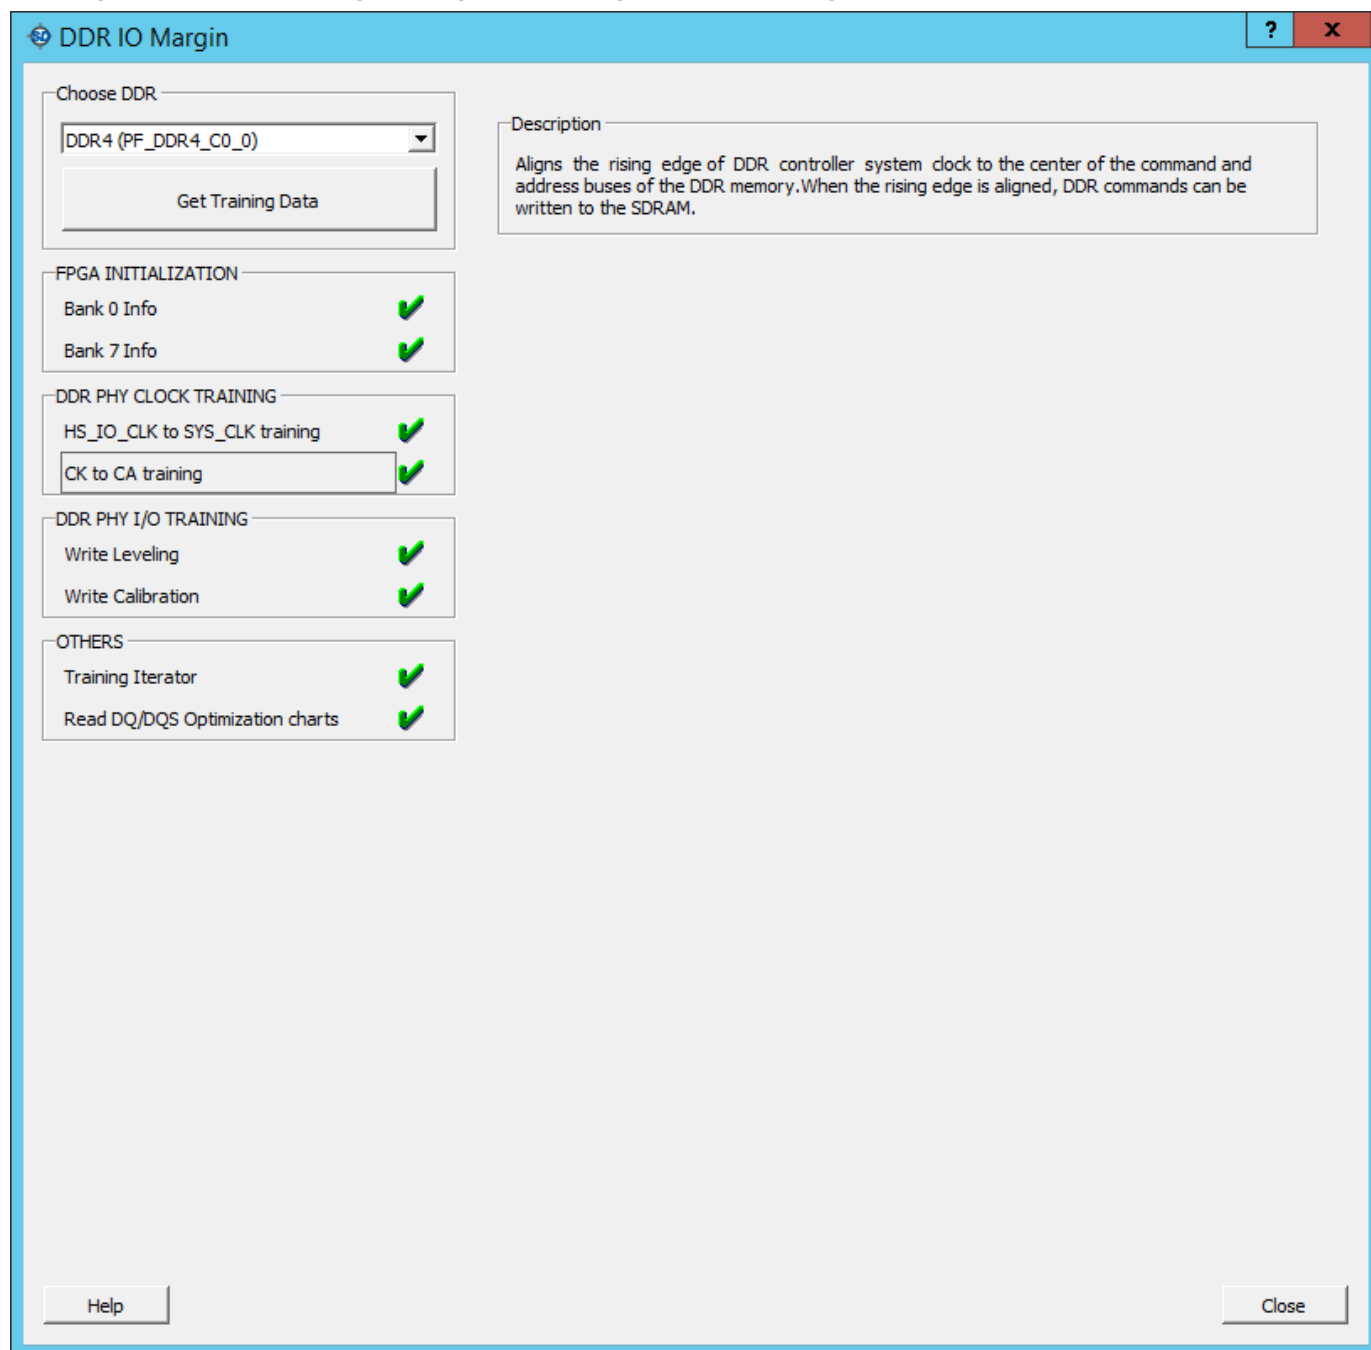 DDR IO Margin
?
x
Choose DDR
DDR4 (PF_DDR4_C0_0)
Get Training Data
Description
Aligns the rising edge of DDR controller system clock to the center of the command and
address buses of the DDR memory.When the rising edge is aligned, DDR commands can be
written to the SDRAM.
FPGA INITIALIZATION
Bank 0 Info
Bank 7 Info
DDR PHY CLOCK TRAINING
HS_IO_CLK to SYS_CLK training
CK to CA training
DDR PHY I/O TRAINING
Write Leveling
Write Calibration
OTHERS
Training Iterator
Read DQ/DQS Optimization charts
Help
Close